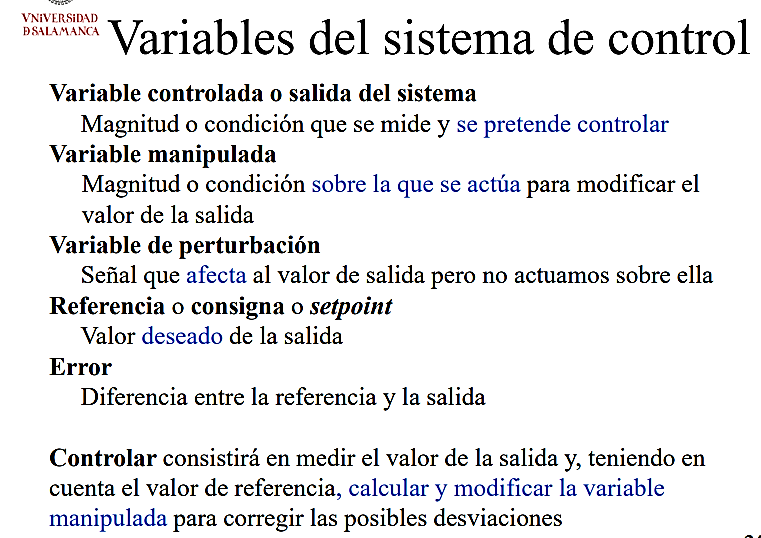 VNiVERSiDAD
DSALAMANCA
Variables del sistema de control
Variable controlada o salida del sistema
Magnitud o condición que se mide y se pretende controlar
Variable manipulada
Magnitud o condición sobre la que se actúa para modificar el
valor de la salida
Variable de perturbación
Señal que afecta al valor de salida pero no actuamos sobre ella
Referencia o consigna o setpoint
Valor deseado de la salida
Error
Diferencia entre la referencia y la salida
Controlar consistirá en medir el valor de la salida y, teniendo en
cuenta el valor de referencia, calcular y modificar la variable
manipulada para corregir las posibles desviaciones